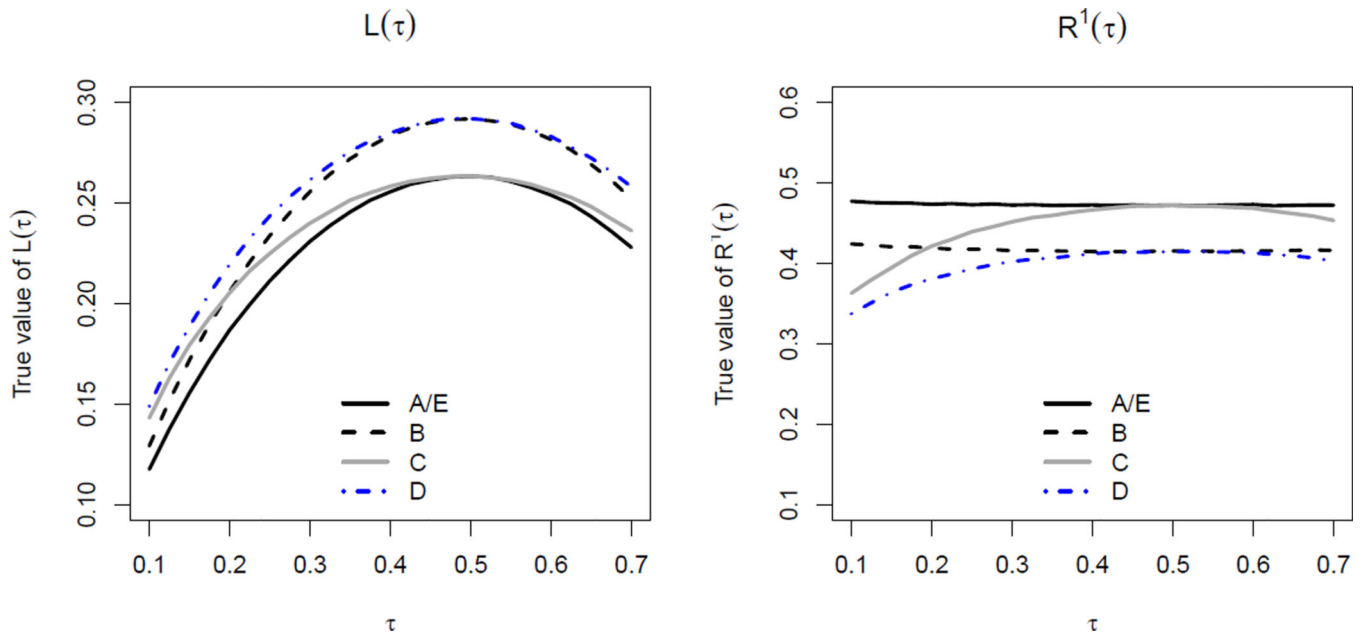 L(τ)
True value of L(τ)
0.30
0.25
0.20
0.15
0.10
A/E
B
C
D
0.1 0.2 0.3 0.4 0.5 0.6 0.7
τ
R¹(τ)
True value of R¹(τ)
0.6
0.5
0.4
0.3
0.2
0.1
A/E
B
C
D
0.1 0.2 0.3 0.4 0.5 0.6 0.7
τ